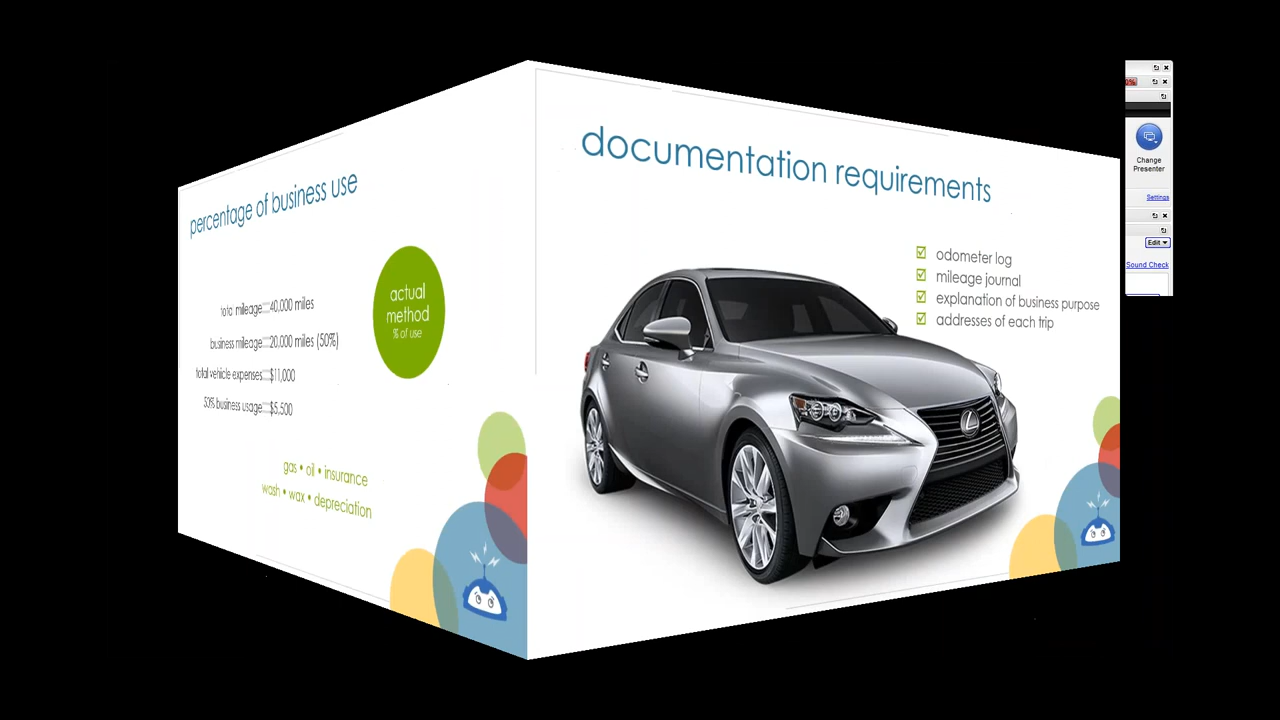 percentage of business use
total mileage 40,000 miles
business mileage 20,000 miles (50%)
total vehicle expenses $11,000
50% business usage $5,500
actual
method
% of use
gas • oil • insurance
wash • wax • depreciation
documentation requirements
odometer log
mileage journal
explanation of business purpose
addresses of each trip
Change
Presenter
Settings
Edit
Sound Check